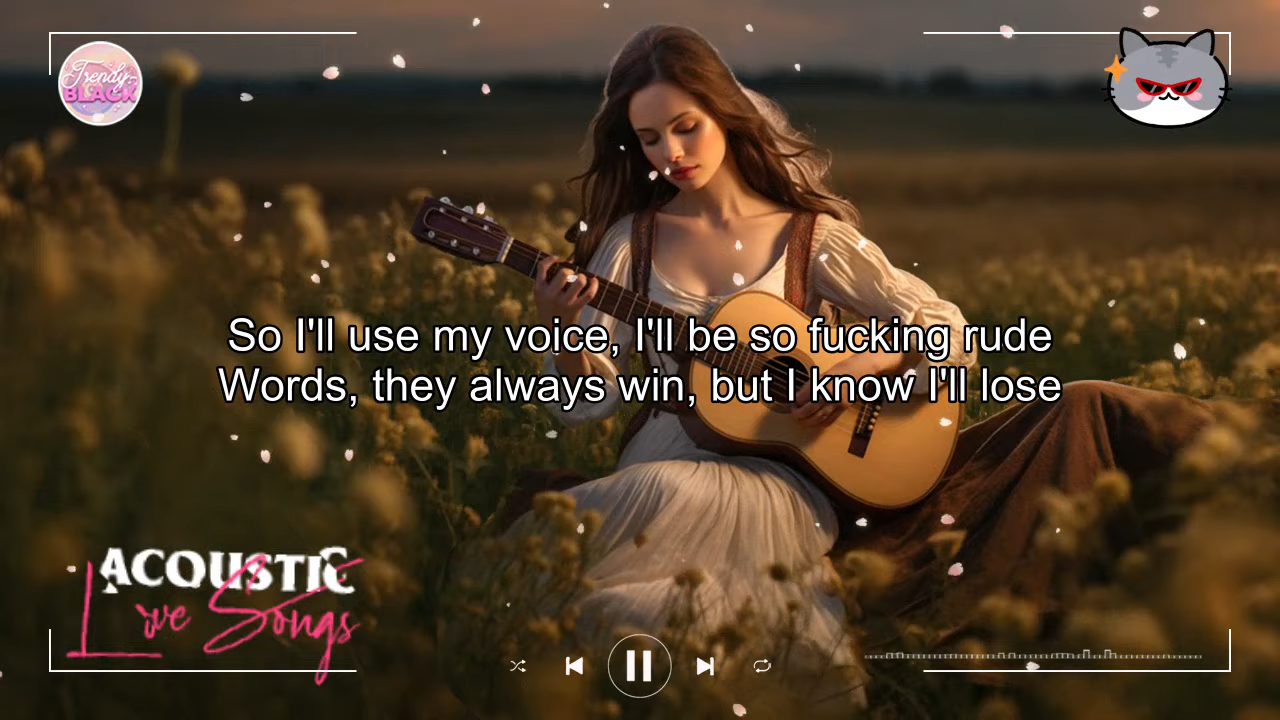 Trendy
BLACK
So I'll use my voice, I'll be so fucking rude
Words, they always win, but I know I'll lose
ACOUSTIC
Love Songs